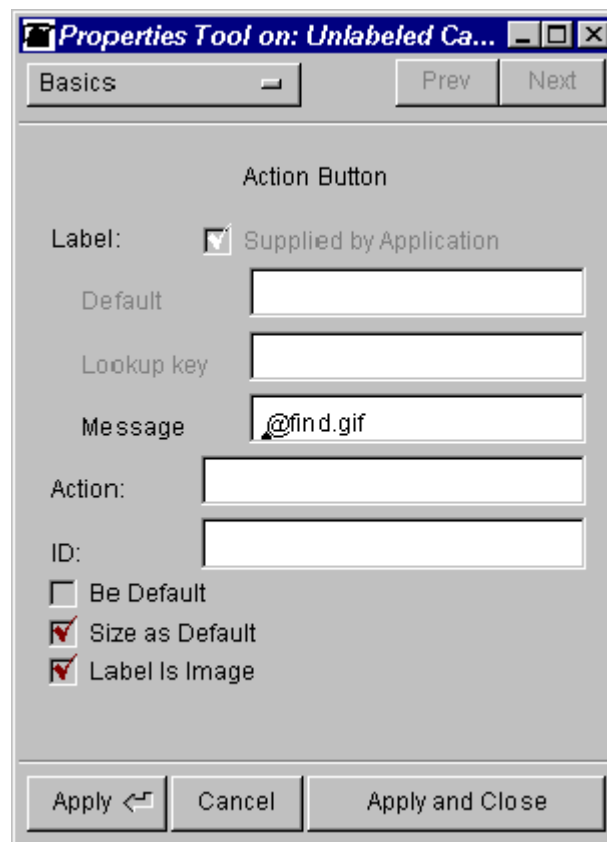 Properties Tool on: Unlabeled Ca...
Basics Prev Next
Action Button
Label: Supplied by Application
Default
Lookup key
Message @find.gif
Action:
ID:
Be Default
Size as Default
Label Is Image
Apply Cancel Apply and Close